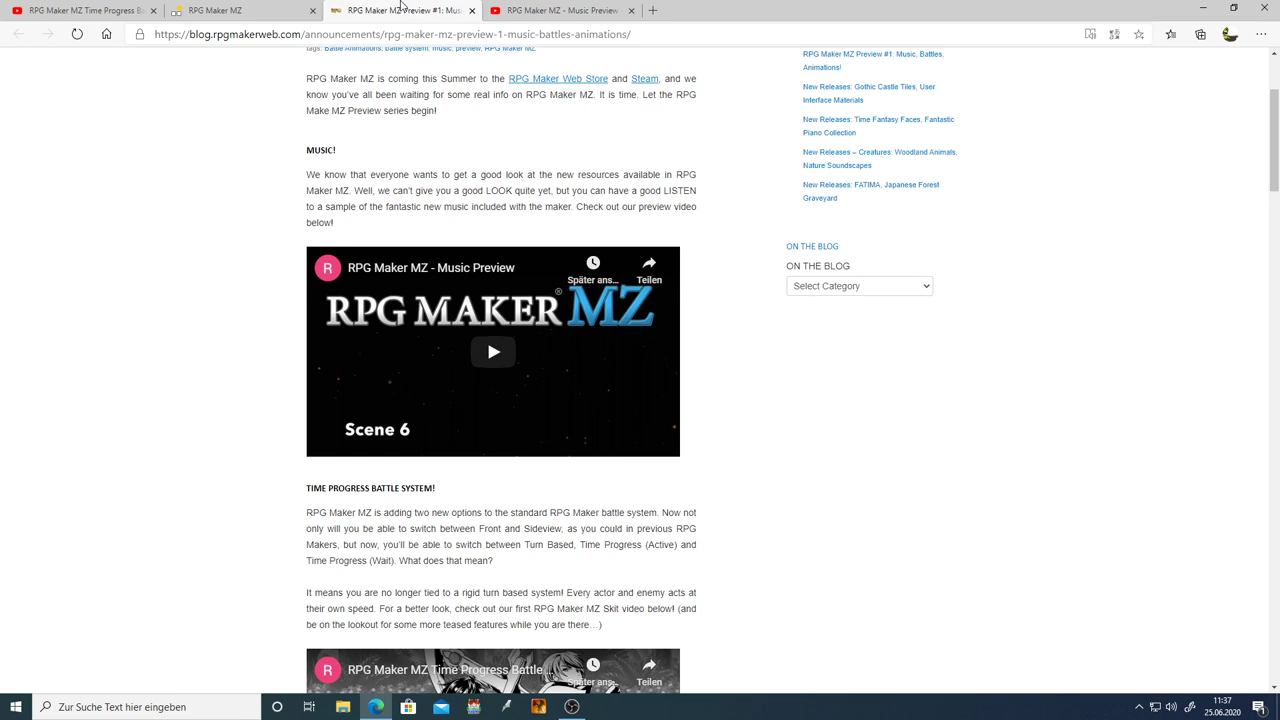 RPG Maker MZ Time Progress B
RPG Maker MZ
RPG Maker MZ Preview #1: Mus
RPG Maker MZ - Music Preview
https://blog.rpgmakerweb.com/announcements/rpg-maker-mz-preview-1-music-battles-animations/
tags: Battle Animations, battle system, music, preview, RPG Maker MZ
RPG Maker MZ is coming this Summer to the RPG Maker Web Store and Steam, and we
know you've all been waiting for some real info on RPG Maker MZ. It is time. Let the RPG
Make MZ Preview series begin!
MUSIC!
We know that everyone wants to get a good look at the new resources available in RPG
Maker MZ. Well, we can't give you a good LOOK quite yet, but you can have a good LISTEN
to a sample of the fantastic new music included with the maker. Check out our preview video
below!
R
RPG Maker MZ - Music Preview
Später ans...
Teilen
RPG MAKER® MZ
Scene 6
TIME PROGRESS BATTLE SYSTEM!
RPG Maker MZ is adding two new options to the standard RPG Maker battle system. Now not
only will you be able to switch between Front and Sideview, as you could in previous RPG
Makers, but now, you'll be able to switch between Turn Based, Time Progress (Active) and
Time Progress (Wait). What does that mean?
It means you are no longer tied to a rigid turn based system! Every actor and enemy acts at
their own speed. For a better look, check out our first RPG Maker MZ Skit video below! (and
be on the lookout for some more teased features while you are there…)
R
RPG Maker MZ Time Progress Battle ...
Später ans...
Teilen
RPG Maker MZ Preview #1: Music, Battles,
Animations!
New Releases: Gothic Castle Tiles, User
Interface Materials
New Releases: Time Fantasy Faces, Fantastic
Piano Collection
New Releases – Creatures: Woodland Animals,
Nature Soundscapes
New Releases: FATIMA, Japanese Forest
Graveyard
ON THE BLOG
ON THE BLOG
Select Category
Zur Suche Text hier eingeben
11:37
25.06.2020